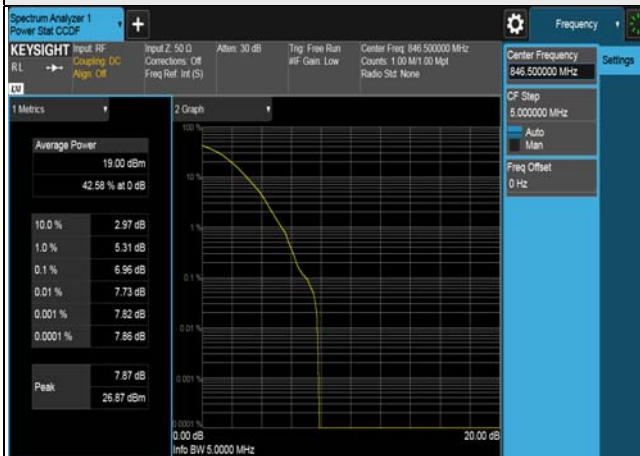 Spectrum Analyzer 1
Power Stat CCDF
+
Frequency
KEYSIGHT
RL
Input: RF
Coupling: DC
Align: Off
Input Z: 50 Ω
Corrections: Off
Freq Ref: Int (S)
Atten: 30 dB
Trig: Free Run
#IF Gain: Low
Center Freq: 846.500000 MHz
Counts: 1.00 M/1.00 Mpt
Radio Std: None
1 Metrics
2 Graph
Average Power
19.00 dBm
42.58 % at 0 dB
10.0 % 2.97 dB
1.0 % 5.31 dB
0.1 % 6.96 dB
0.01 % 7.73 dB
0.001 % 7.82 dB
0.0001 % 7.86 dB
Peak
7.87 dB
26.87 dBm
100 %
10 %
1 %
0.1 %
0.01 %
0.001 %
0.0001 %
0.00 dB
20.00 dB
Info BW 5.0000 MHz
Center Frequency
846.500000 MHz
Settings
CF Step
5.000000 MHz
Auto
Man
Freq Offset
0 Hz